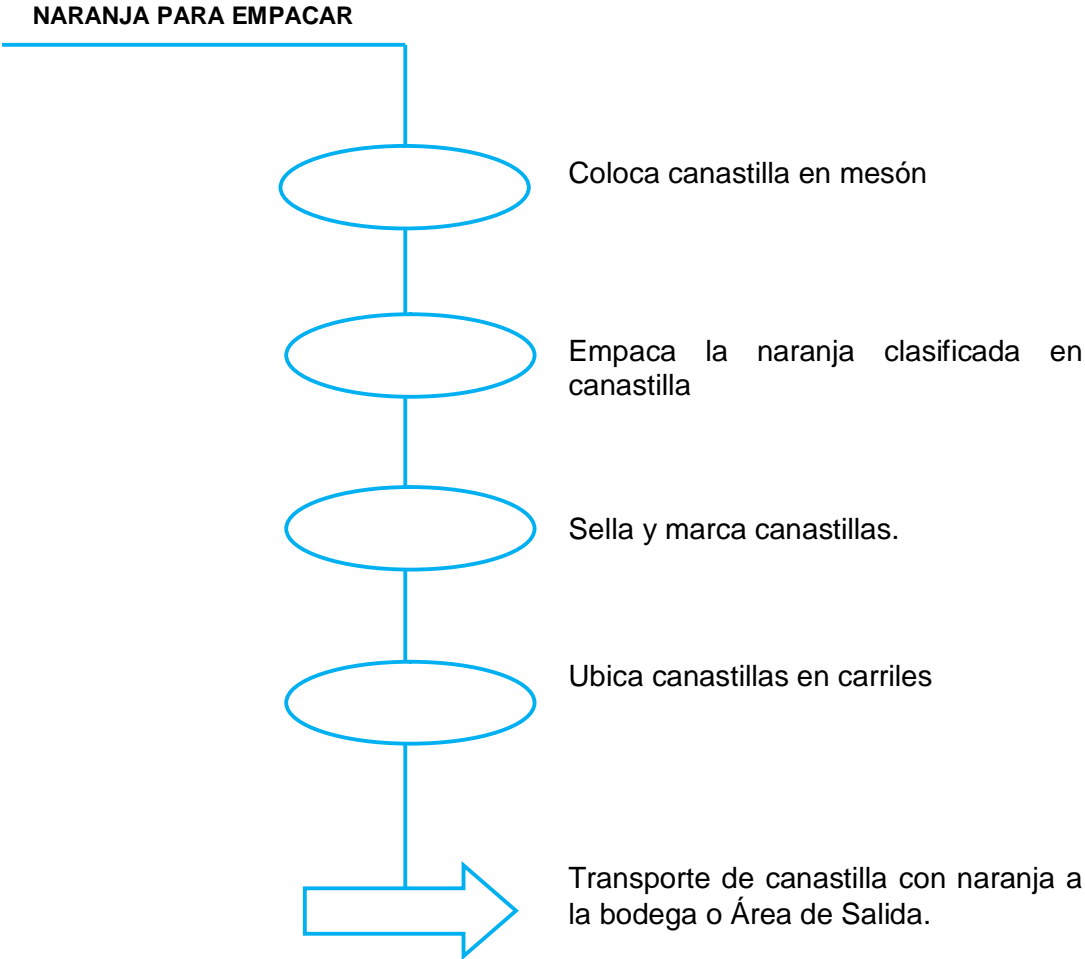 NARANJA PARA EMPACAR
Coloca canastilla en mesón
Empaca la naranja clasificada en
canastilla
Sella y marca canastillas.
Ubica canastillas en carriles
Transporte de canastilla con naranja a
la bodega o Área de Salida.